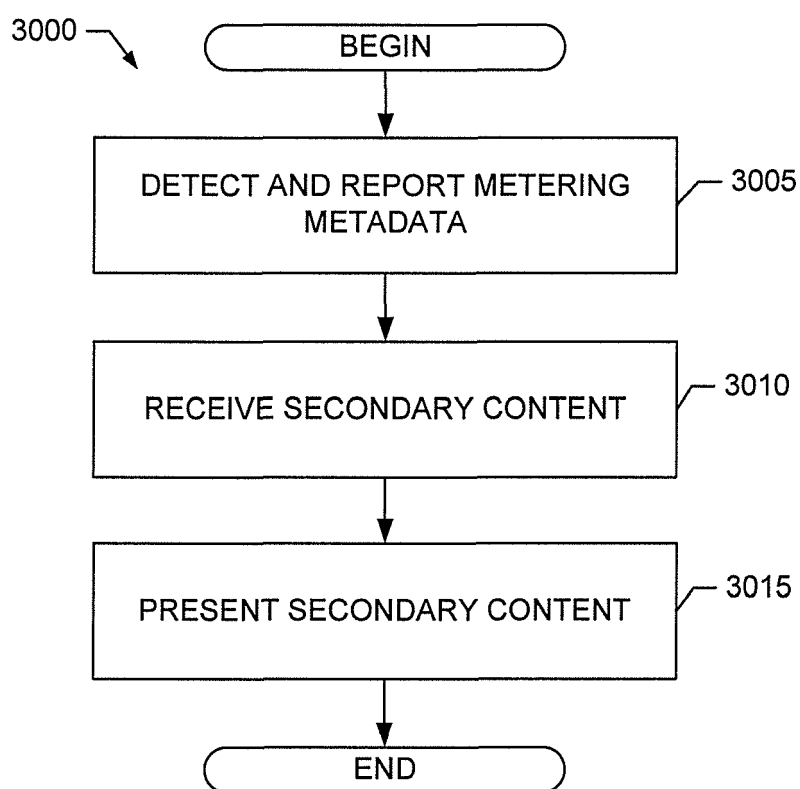 3000
BEGIN
DETECT AND REPORT METERING
METADATA
3005
RECEIVE SECONDARY CONTENT
3010
PRESENT SECONDARY CONTENT
3015
END